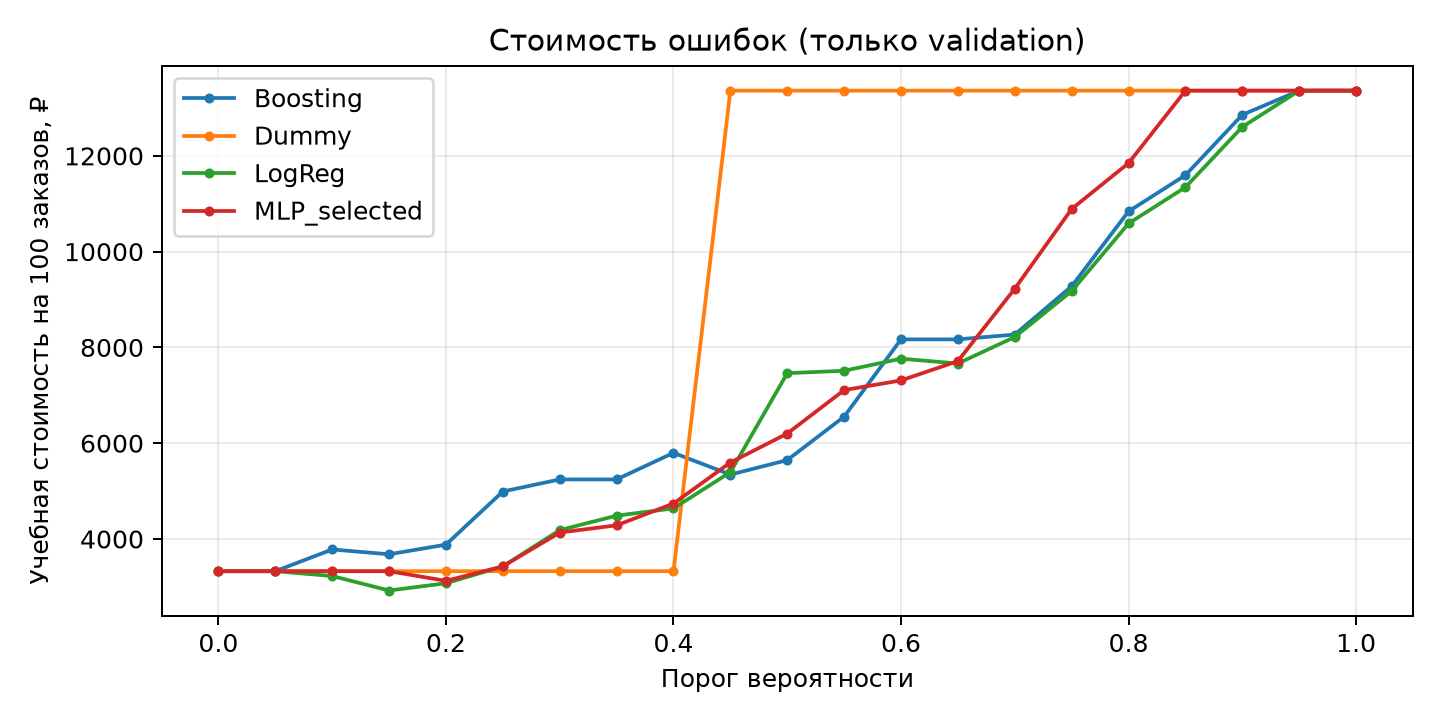 Стоимость ошибок (только validation)
Учебная стоимость на 100 заказов, ₽
12000
10000
8000
6000
4000
Boosting
Dummy
LogReg
MLP_selected
0.0 0.2 0.4 0.6 0.8 1.0
Порог вероятности